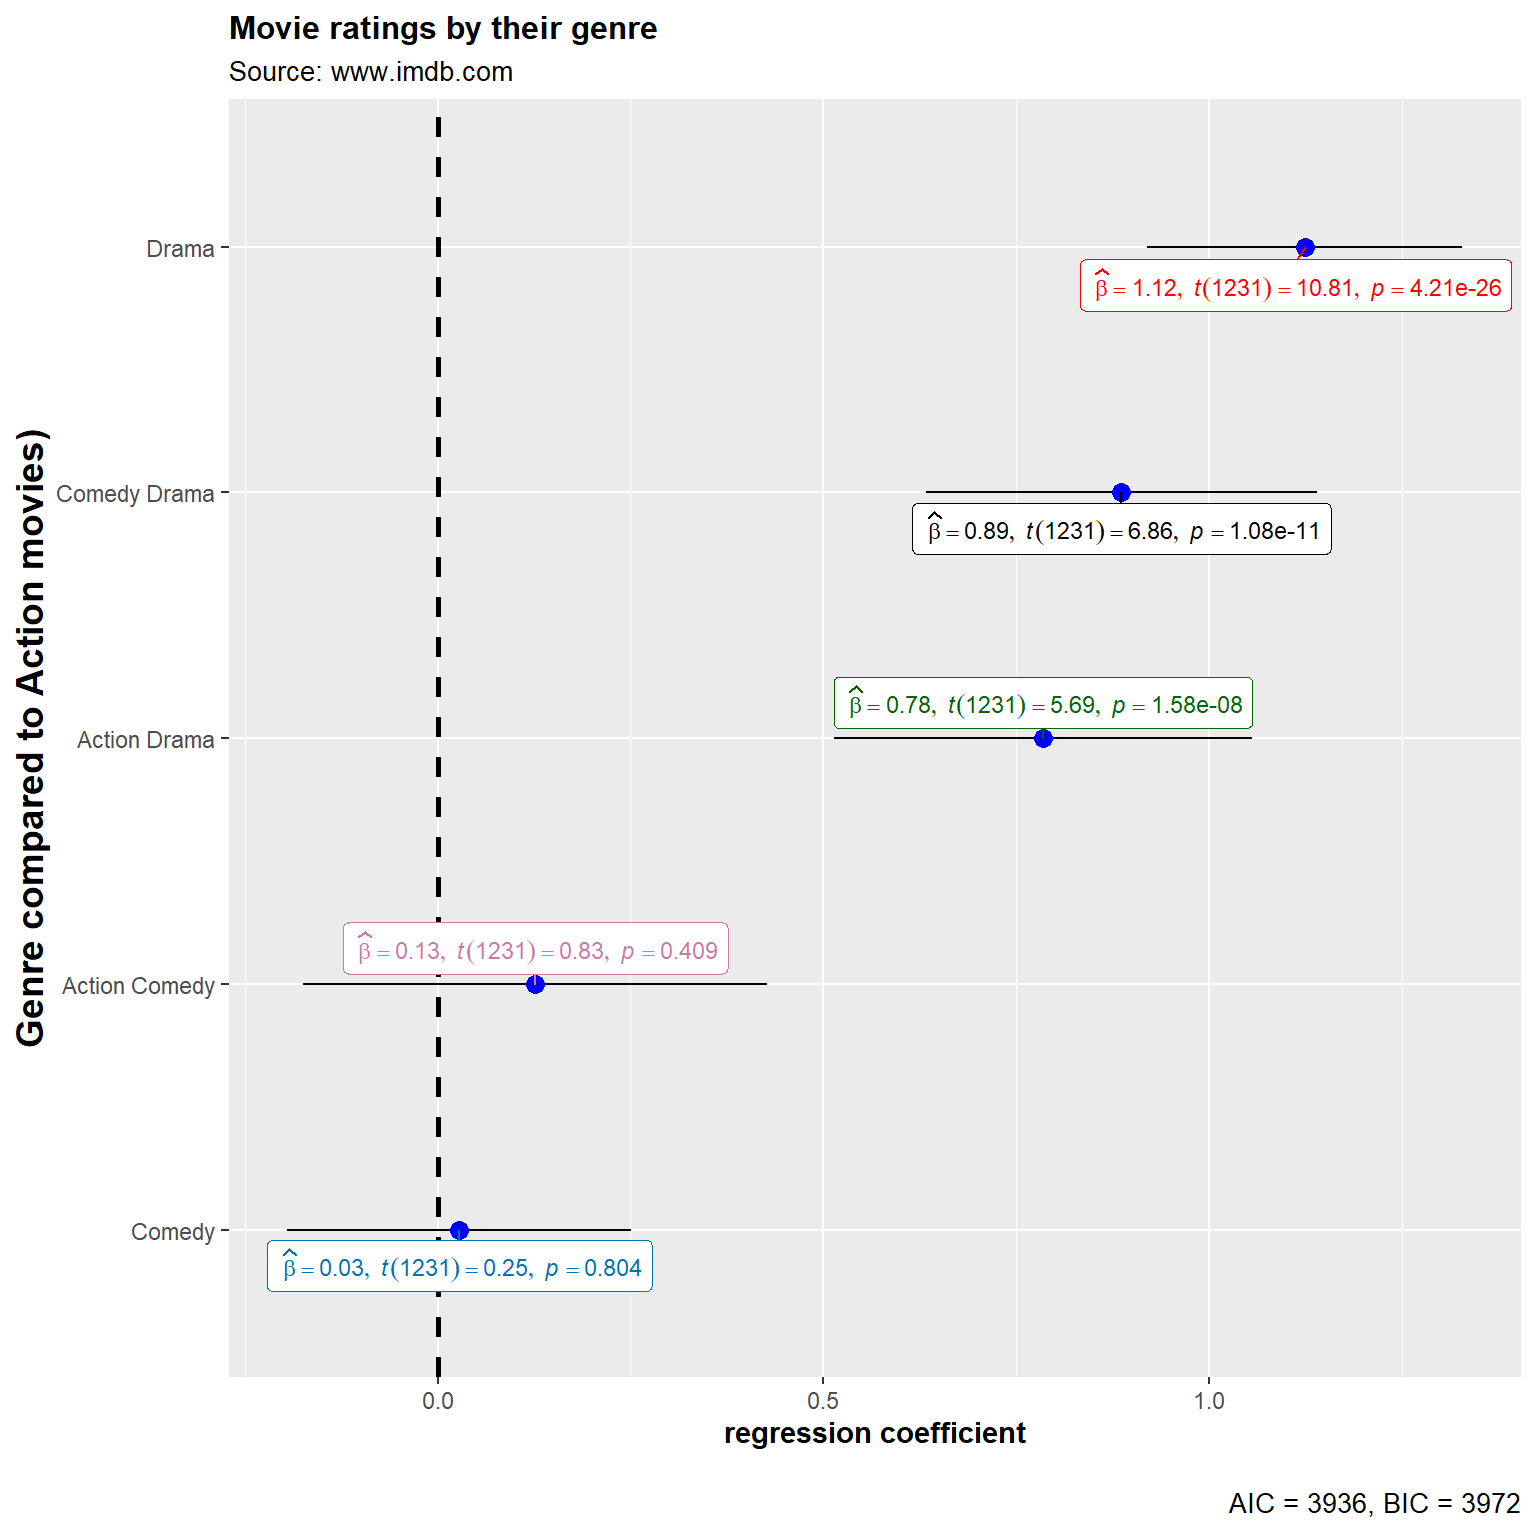 Movie ratings by their genre
Source: www.imdb.com
Genre compared to Action movies)
Drama
β̂ = 1.12, t(1231) = 10.81, p = 4.21e-26
Comedy Drama
β̂ = 0.89, t(1231) = 6.86, p = 1.08e-11
β̂ = 0.78, t(1231) = 5.69, p = 1.58e-08
Action Drama
β̂ = 0.13, t(1231) = 0.83, p = 0.409
Action Comedy
Comedy
β̂ = 0.03, t(1231) = 0.25, p = 0.804
0.0 0.5 1.0
regression coefficient
AIC = 3936, BIC = 3972